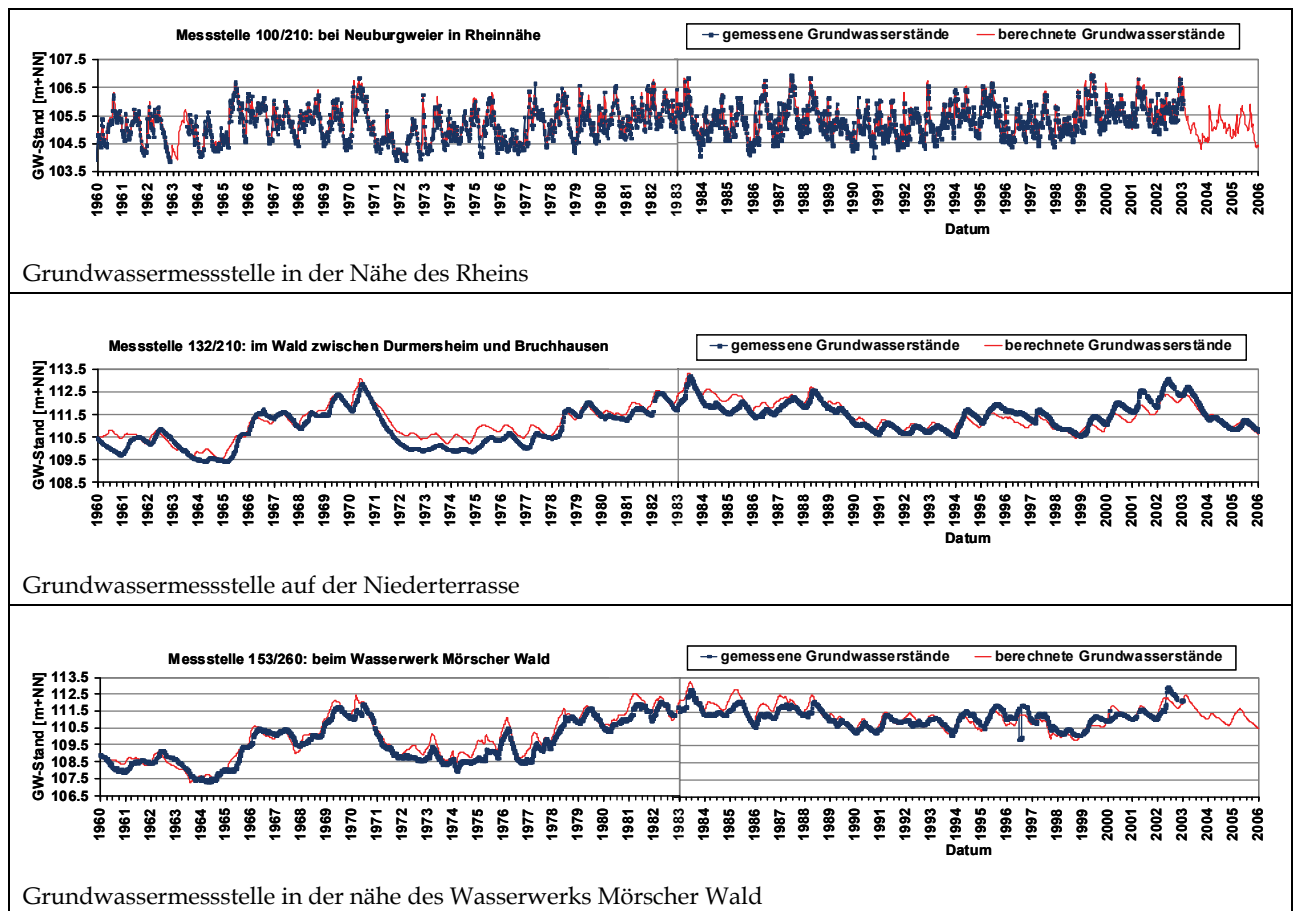 Messstelle 100/210: bei Neuburgweier in Rheinnähe
gemessene Grundwasserstände berechnete Grundwasserstände
GW-Stand [m+NN]
107.5
106.5
105.5
104.5
103.5
1960 1961 1962 1963 1964 1965 1966 1967 1968 1969 1970 1971 1972 1973 1974 1975 1976 1977 1978 1979 1980 1981 1982 1983 1984 1985 1986 1987 1988 1989 1990 1991 1992 1993 1994 1995 1996 1997 1998 1999 2000 2001 2002 2003 2004 2005 2006
Datum
Grundwassermessstelle in der Nähe des Rheins
Messstelle 132/210: im Wald zwischen Durmersheim und Bruchhausen
gemessene Grundwasserstände berechnete Grundwasserstände
GW-Stand [m+NN]
113.5
112.5
111.5
110.5
109.5
108.5
1960 1961 1962 1963 1964 1965 1966 1967 1968 1969 1970 1971 1972 1973 1974 1975 1976 1977 1978 1979 1980 1981 1982 1983 1984 1985 1986 1987 1988 1989 1990 1991 1992 1993 1994 1995 1996 1997 1998 1999 2000 2001 2002 2003 2004 2005 2006
Datum
Grundwassermessstelle auf der Niederterrasse
Messstelle 153/260: beim Wasserwerk Mörscher Wald
gemessene Grundwasserstände berechnete Grundwasserstände
GW-Stand [m+NN]
113.5
112.5
111.5
110.5
109.5
108.5
107.5
106.5
1960 1961 1962 1963 1964 1965 1966 1967 1968 1969 1970 1971 1972 1973 1974 1975 1976 1977 1978 1979 1980 1981 1982 1983 1984 1985 1986 1987 1988 1989 1990 1991 1992 1993 1994 1995 1996 1997 1998 1999 2000 2001 2002 2003 2004 2005 2006
Datum
Grundwassermessstelle in der nähe des Wasserwerks Mörscher Wald